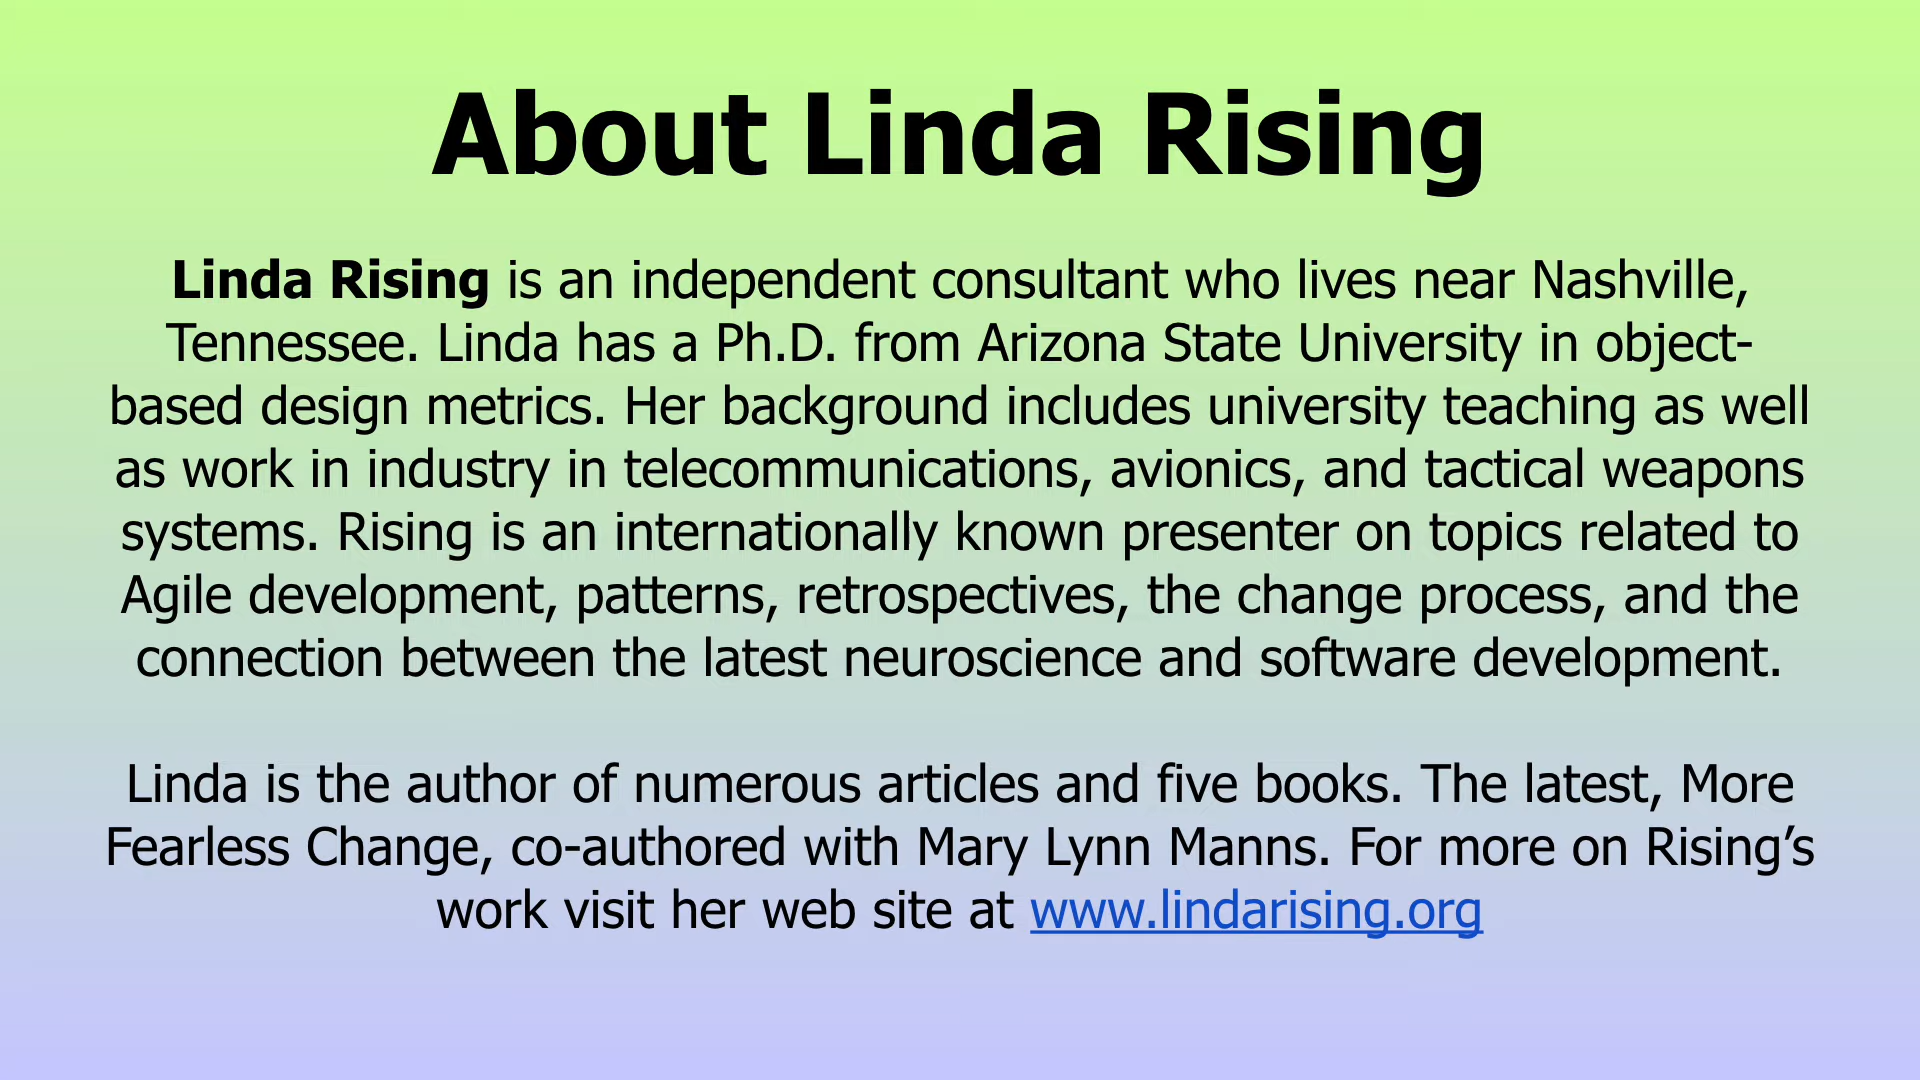 About Linda Rising
Linda Rising is an independent consultant who lives near Nashville,
Tennessee. Linda has a Ph.D. from Arizona State University in object-
based design metrics. Her background includes university teaching as well
as work in industry in telecommunications, avionics, and tactical weapons
systems. Rising is an internationally known presenter on topics related to
Agile development, patterns, retrospectives, the change process, and the
connection between the latest neuroscience and software development.
Linda is the author of numerous articles and five books. The latest, More
Fearless Change, co-authored with Mary Lynn Manns. For more on Rising’s
work visit her web site at www.lindarising.org